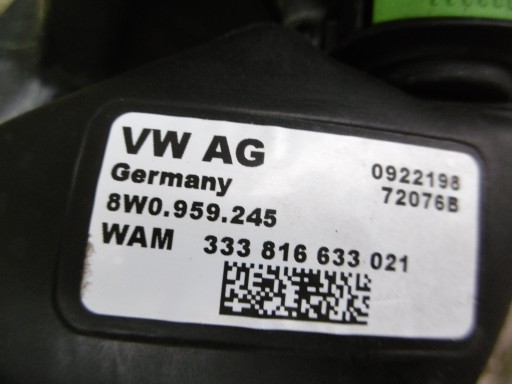 VW AG
Germany 0922198
8W0.959.245 72076B
WAM 333 816 633 021